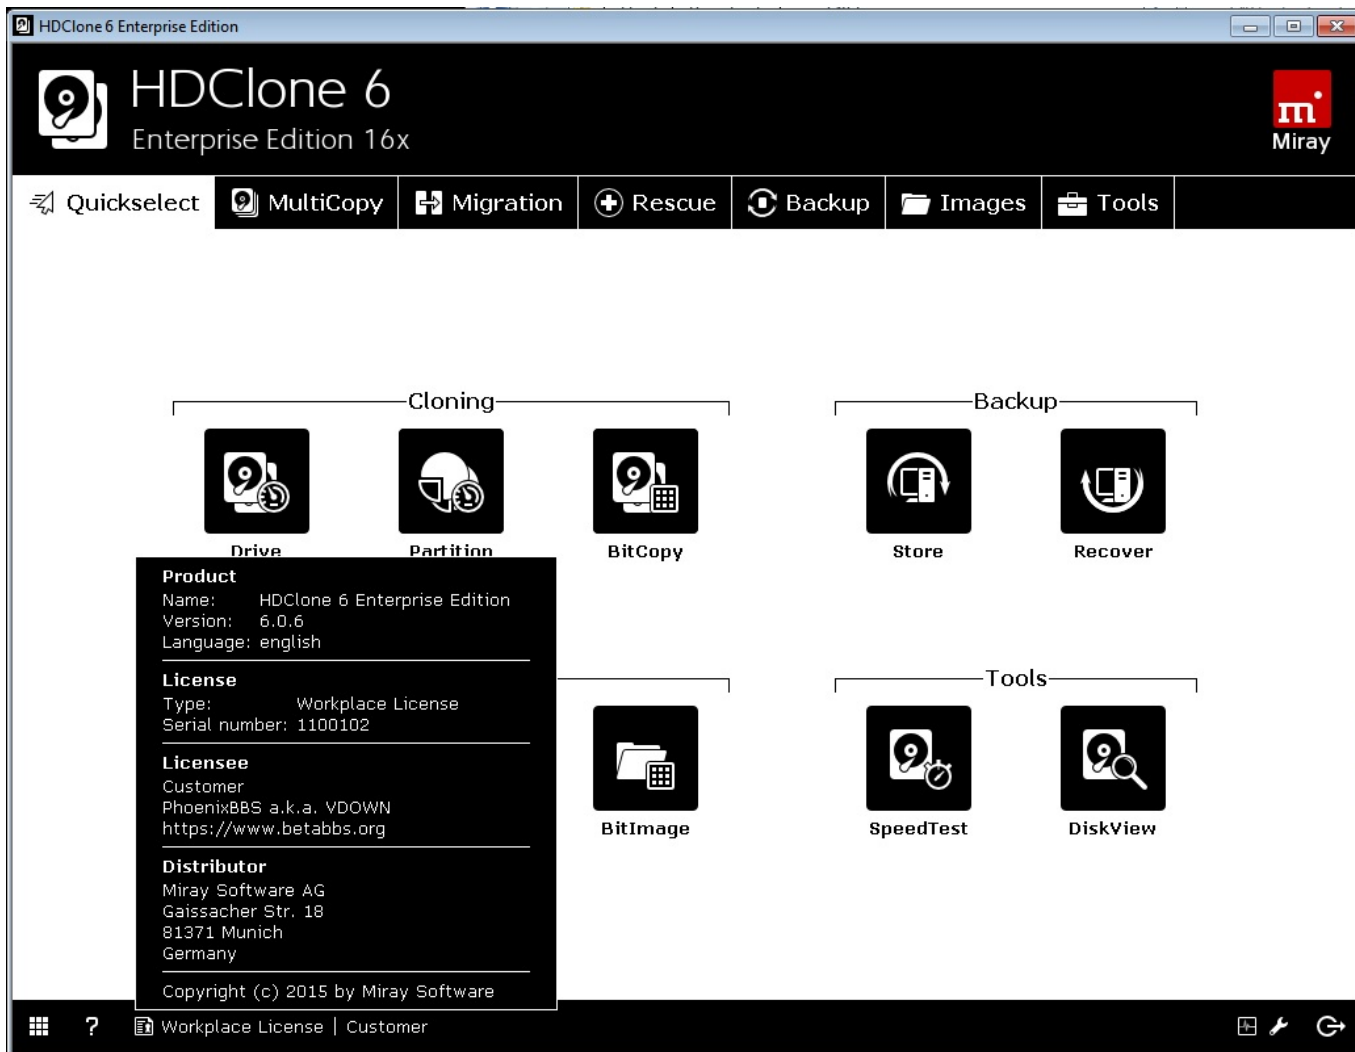 HDClone 6 Enterprise Edition
HDClone 6
Enterprise Edition 16x
m
Miray
Quickselect
MultiCopy
Migration
Rescue
Backup
Images
Tools
Cloning
Backup
Drive
Partition
BitCopy
Store
Recover
Product
Name: HDClone 6 Enterprise Edition
Version: 6.0.6
Language: english
License
Type: Workplace License
Serial number: 1100102
Licensee
Customer
PhoenixBBS a.k.a. VDOWN
https://www.betabbs.org
Distributor
Miray Software AG
Gaissacher Str. 18
81371 Munich
Germany
Copyright (c) 2015 by Miray Software
Tools
BitImage
SpeedTest
DiskView
? Workplace License | Customer